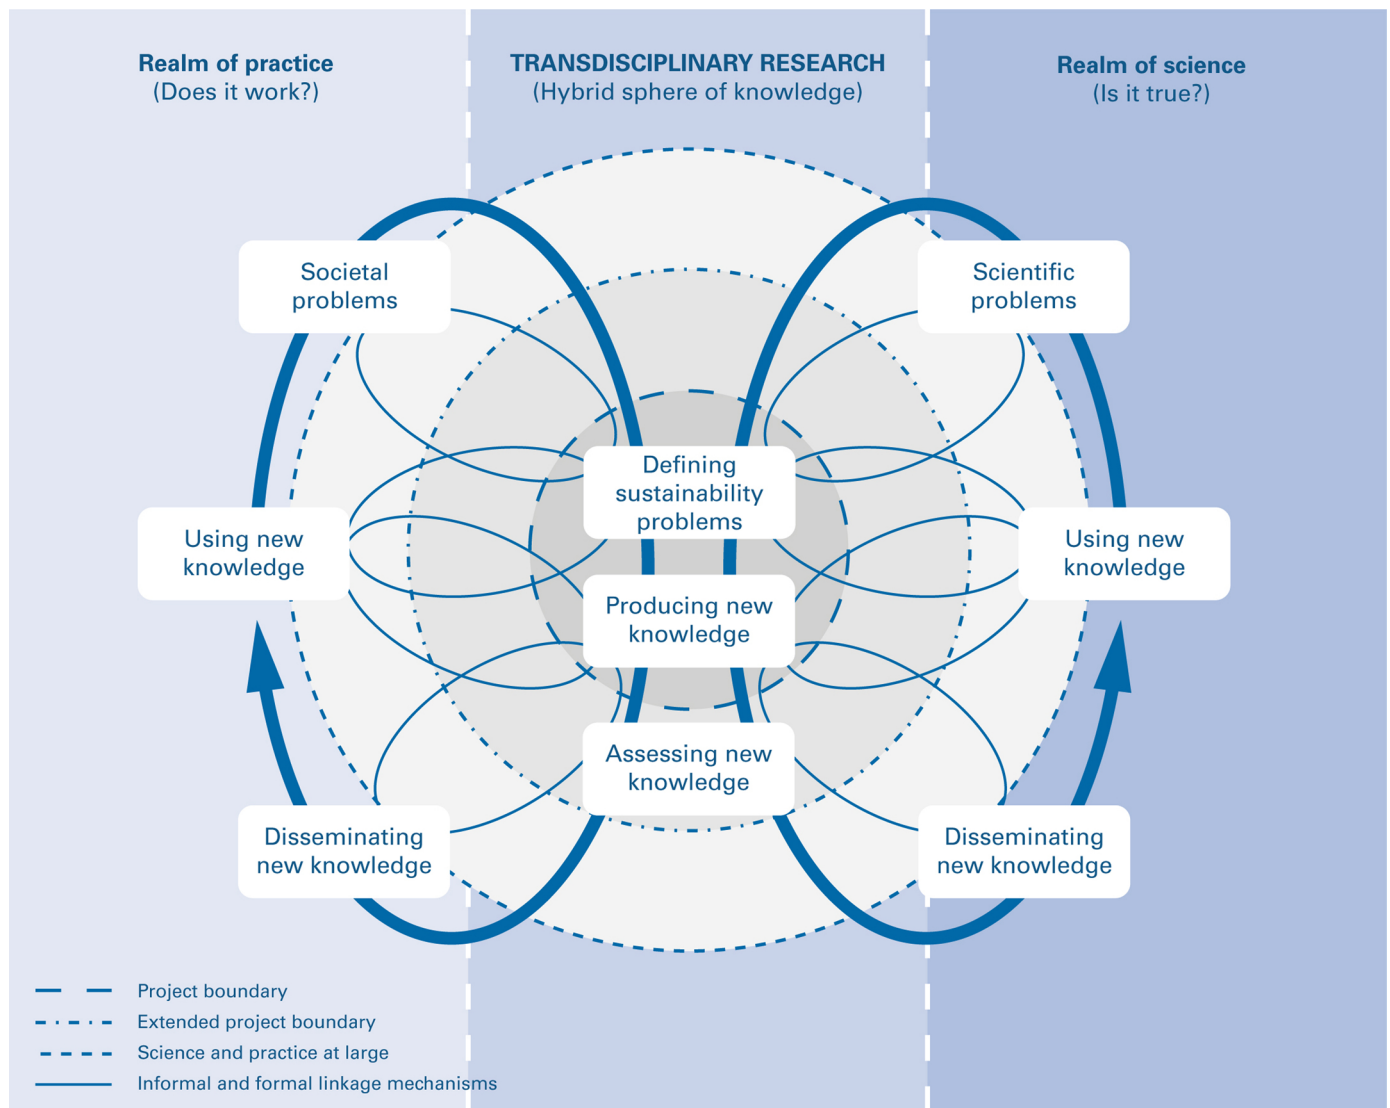 Realm of practice
(Does it work?)
TRANSDISCIPLINARY RESEARCH
(Hybrid sphere of knowledge)
Realm of science
(Is it true?)
Societal
problems
Scientific
problems
Defining
sustainability
problems
Using new
knowledge
Using new
knowledge
Producing new
knowledge
Assessing new
knowledge
Disseminating
new knowledge
Disseminating
new knowledge
Project boundary
Extended project boundary
Science and practice at large
Informal and formal linkage mechanisms